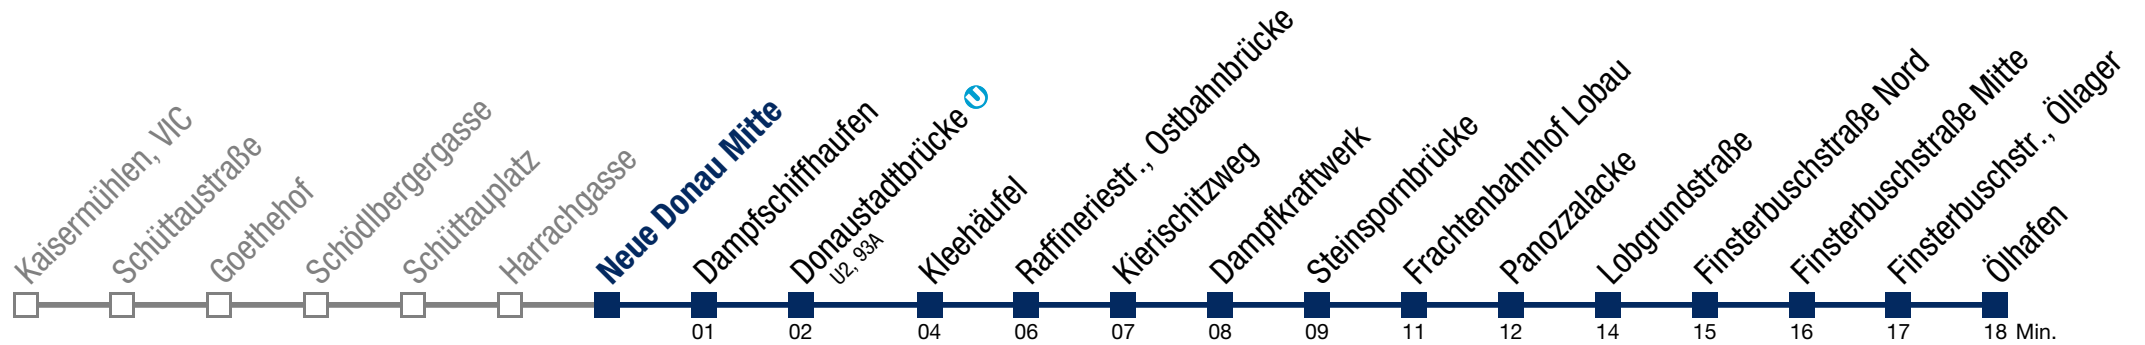 Kaisermühlen, VIC
Schüttaustraße
Goethehof
Schödlbergergasse
Schüttauplatz
Harrachgasse
Neue Donau Mitte
Dampfschiffhaufen
Donaustadtbrücke U
U2, 93A
Kleehäufel
Raffineriestr., Ostbahnbrücke
Kierischitzweg
Dampfkraftwerk
Steinspornbrücke
Frachtenbahnhof Lobau
Panozzalacke
Lobgrundstraße
Finsterbuschstraße Nord
Finsterbuschstraße Mitte
Finsterbuschstr., Öllager
Ölhafen
01 02 04 06 07 08 09 11 12 14 15 16 17 18 Min.